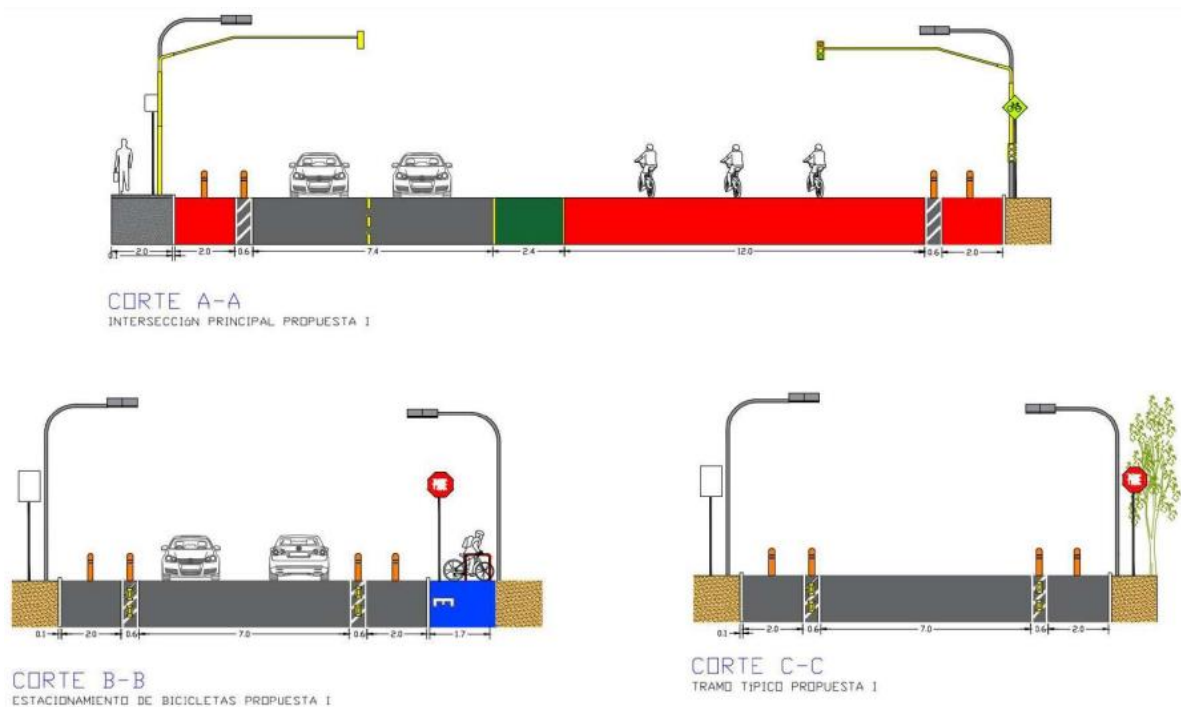 0.1 2.0 2.0 0.6 7.4 2.4 12.0 0.6 2.0
CORTE A-A
INTERSECCIóN PRINCIPAL PROPUESTA I
E
0.1 2.0 0.6 7.0 0.6 2.0 1.7
CORTE B-B
ESTACIONAMIENTO DE BICICLETAS PROPUESTA I
0.1 2.0 0.6 7.0 0.6 2.0
CORTE C-C
TRAMO TíPICO PROPUESTA I